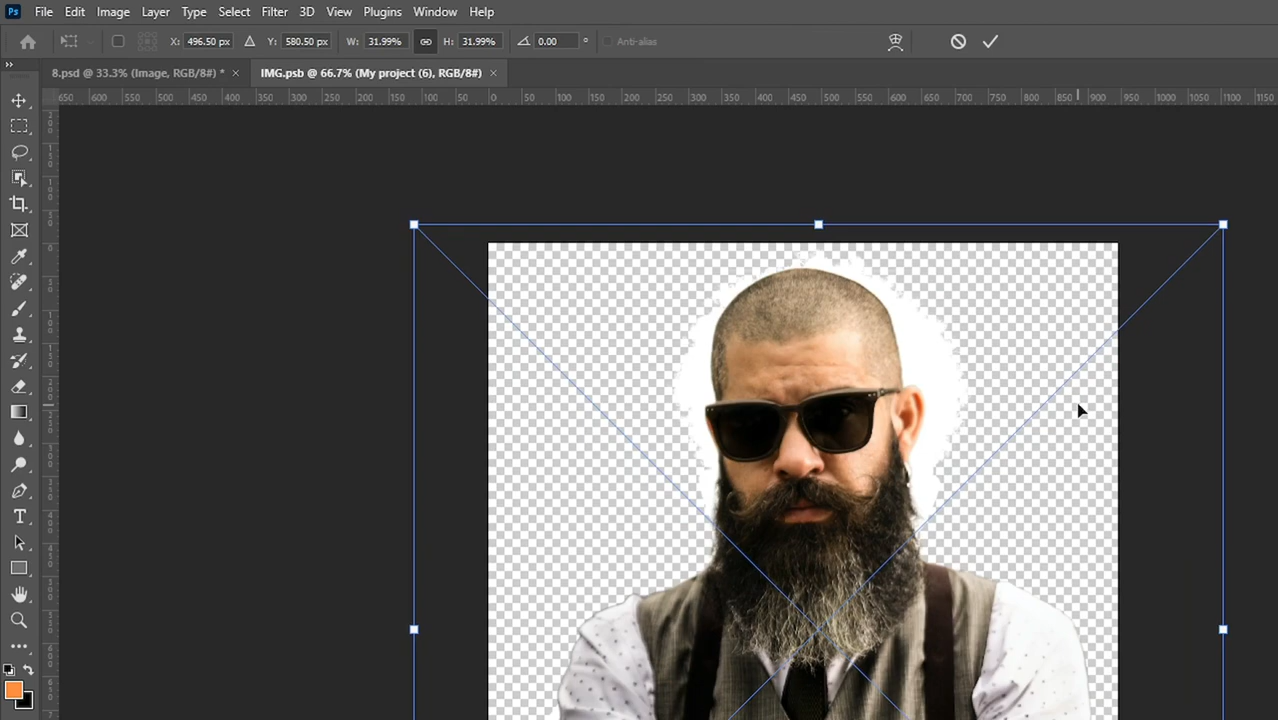 Ps File Edit Image Layer Type Select Filter 3D View Plugins Window Help
X: 496.50 px Y: 580.50 px W: 31.99% H: 31.99% 0.00 ° Anti-alias
8.psd @ 33.3% (Image, RGB/8#) * × IMG.psb @ 66.7% (My project (6), RGB/8#) ×
650 600 550 500 450 400 350 300 250 200 150 100 50 0 50 100 150 200 250 300 350 400 450 500 550 600 650 700 750 800 850 900 950 1000 1050 1100 1150
T